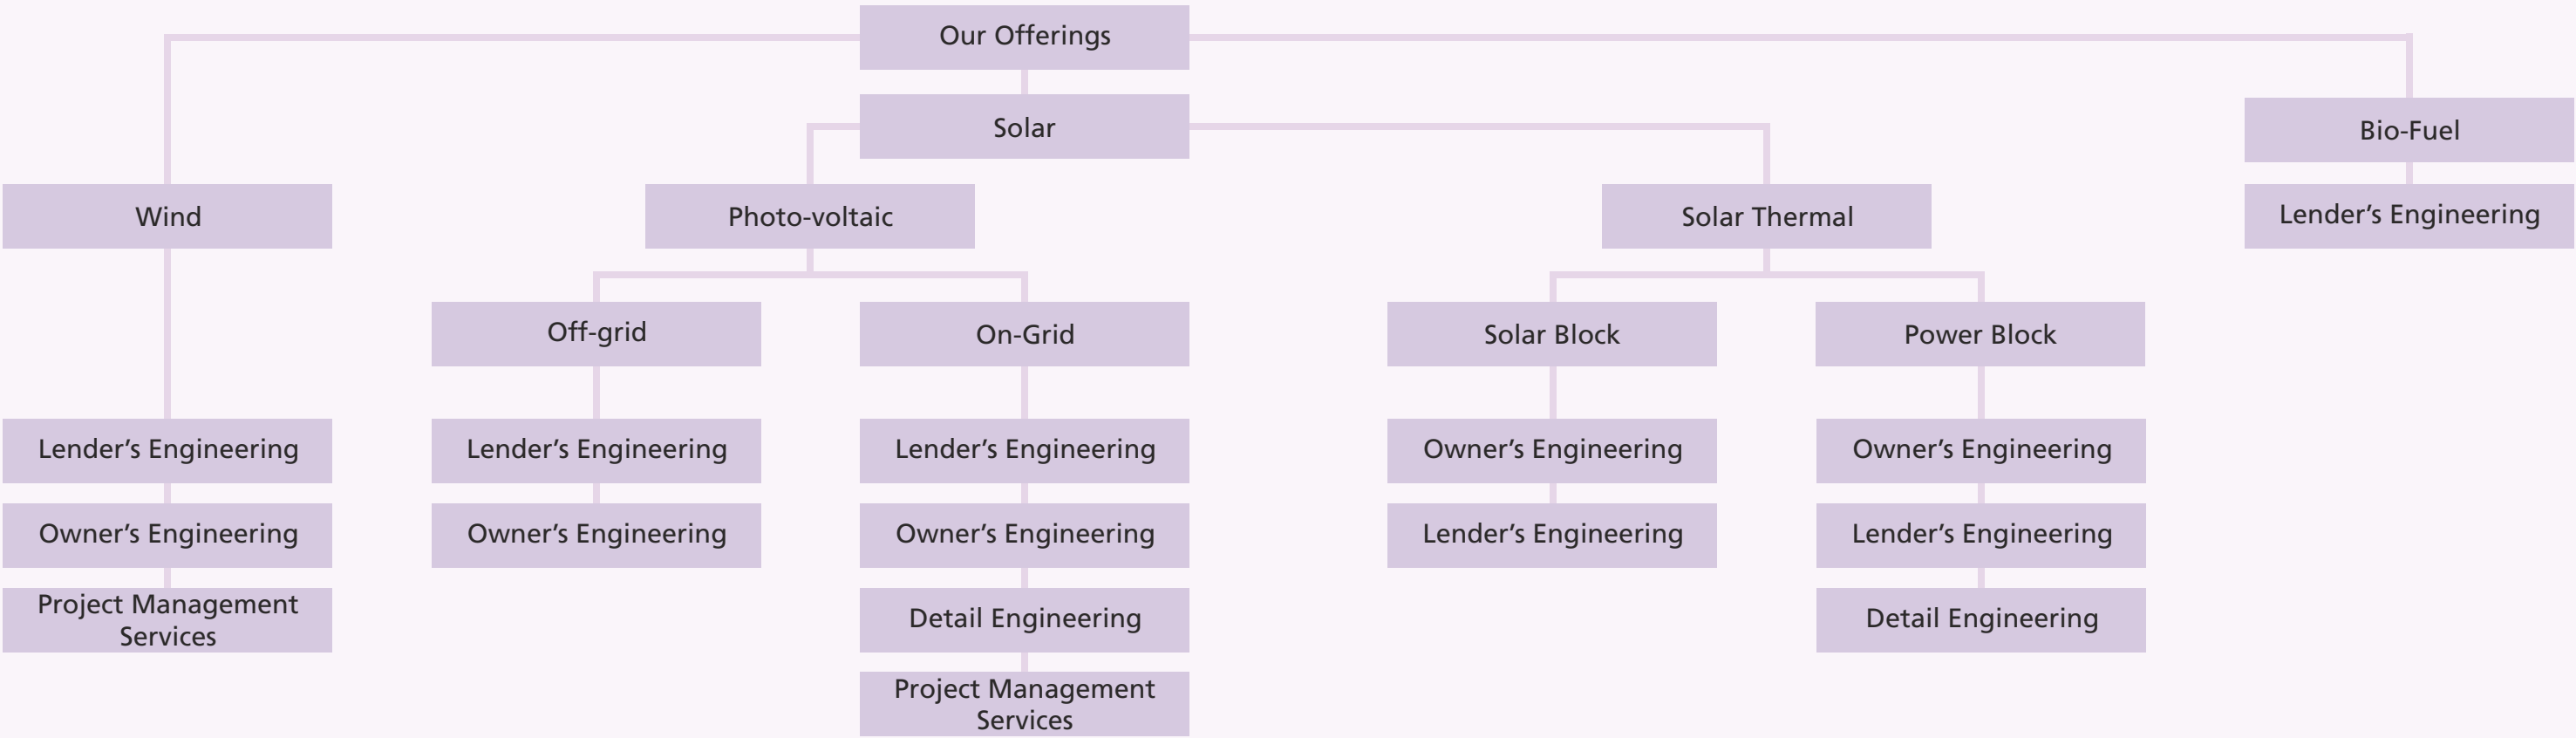 Our Offerings
Solar
Bio-Fuel
Wind
Photo-voltaic
Solar Thermal
Lender’s Engineering
Off-grid
On-Grid
Solar Block
Power Block
Lender’s Engineering
Lender’s Engineering
Lender’s Engineering
Owner’s Engineering
Owner’s Engineering
Owner’s Engineering
Owner’s Engineering
Owner’s Engineering
Lender’s Engineering
Lender’s Engineering
Project Management
Services
Detail Engineering
Detail Engineering
Project Management
Services